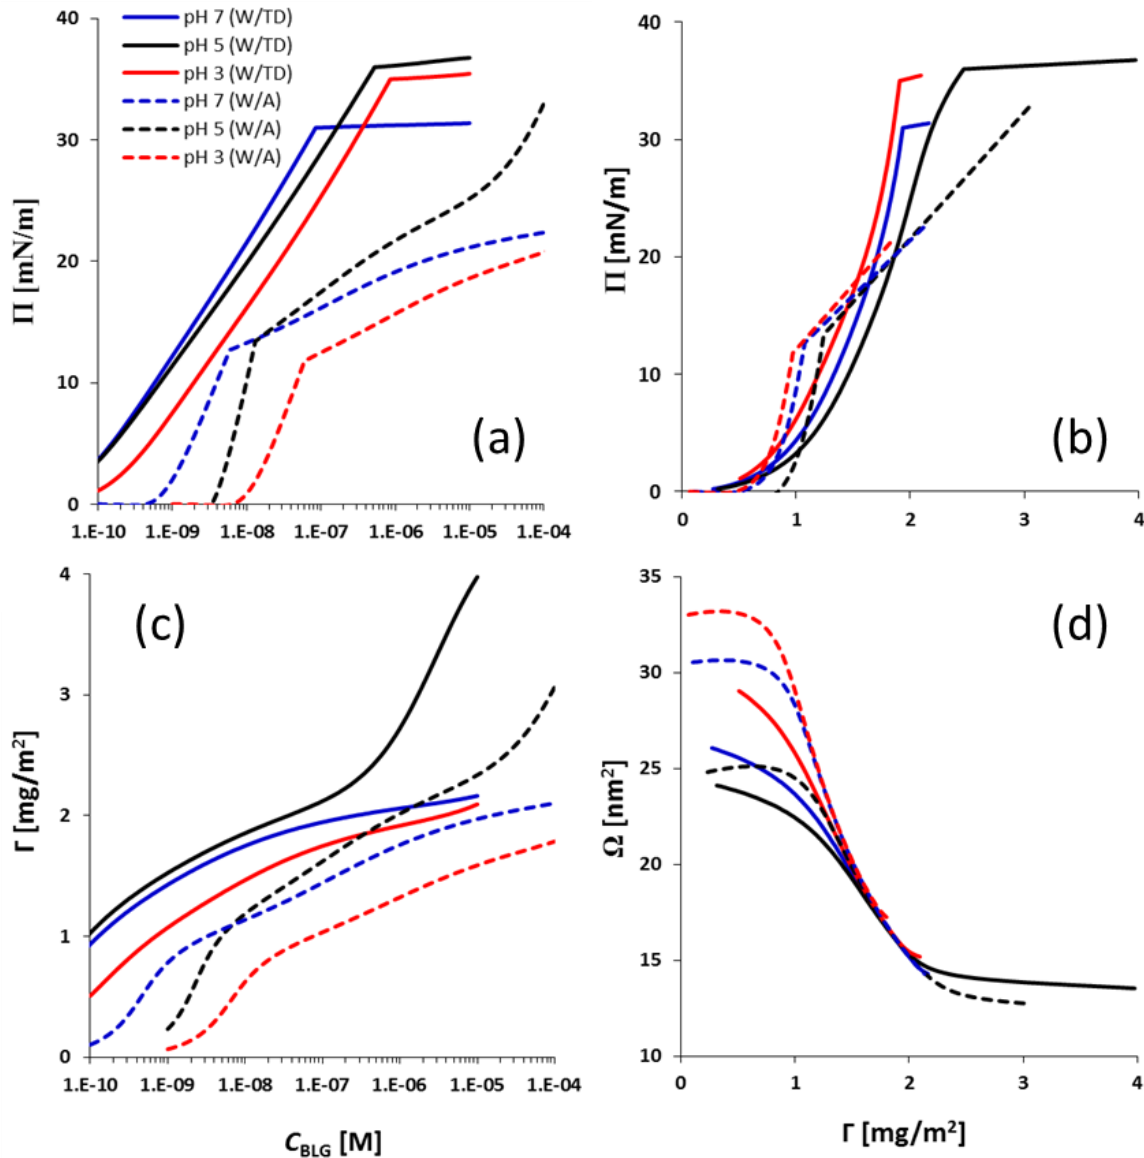 40
30
20
10
0
Π [mN/m]
pH 7 (W/TD)
pH 5 (W/TD)
pH 3 (W/TD)
pH 7 (W/A)
pH 5 (W/A)
pH 3 (W/A)
(a)
1.E-10 1.E-09 1.E-08 1.E-07 1.E-06 1.E-05 1.E-04
40
30
20
10
0
Π [mN/m]
(b)
0 1 2 3 4
4
3
2
1
0
Γ [mg/m²]
(c)
1.E-10 1.E-09 1.E-08 1.E-07 1.E-06 1.E-05 1.E-04
C_BLG [M]
35
30
25
20
15
10
Ω [nm²]
(d)
0 1 2 3 4
Γ [mg/m²]